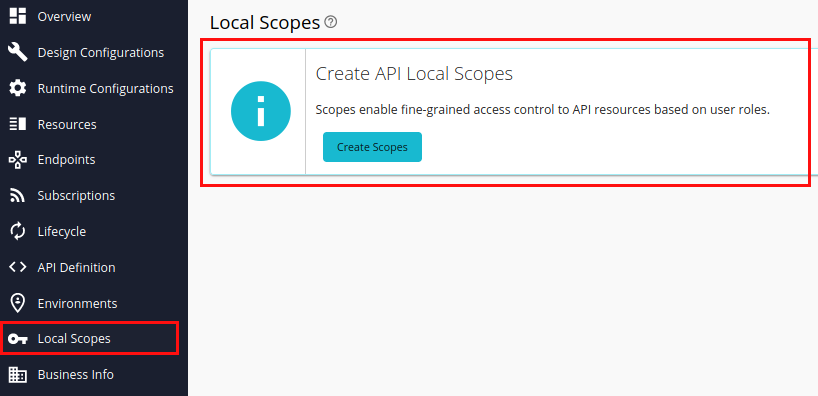 Overview
Design Configurations
Runtime Configurations
Resources
Endpoints
Subscriptions
Lifecycle
API Definition
Environments
Local Scopes
Business Info
Local Scopes
Create API Local Scopes
Scopes enable fine-grained access control to API resources based on user roles.
Create Scopes